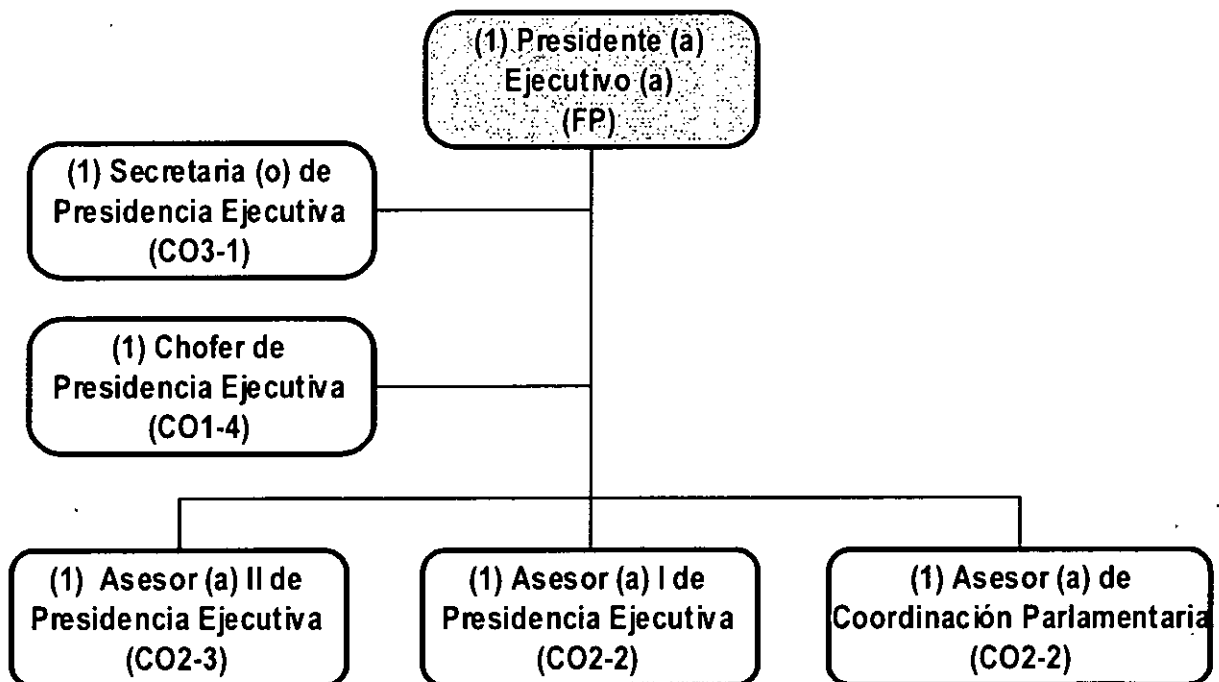 (1) Presidente (a)
Ejecutivo (a)
(FP)
(1) Secretaria (o) de
Presidencia Ejecutiva
(CO3-1)
(1) Chofer de
Presidencia Ejecutiva
(CO1-4)
(1) Asesor (a) II de
Presidencia Ejecutiva
(CO2-3)
(1) Asesor (a) I de
Presidencia Ejecutiva
(CO2-2)
(1) Asesor (a) de
Coordinación Parlamentaria
(CO2-2)